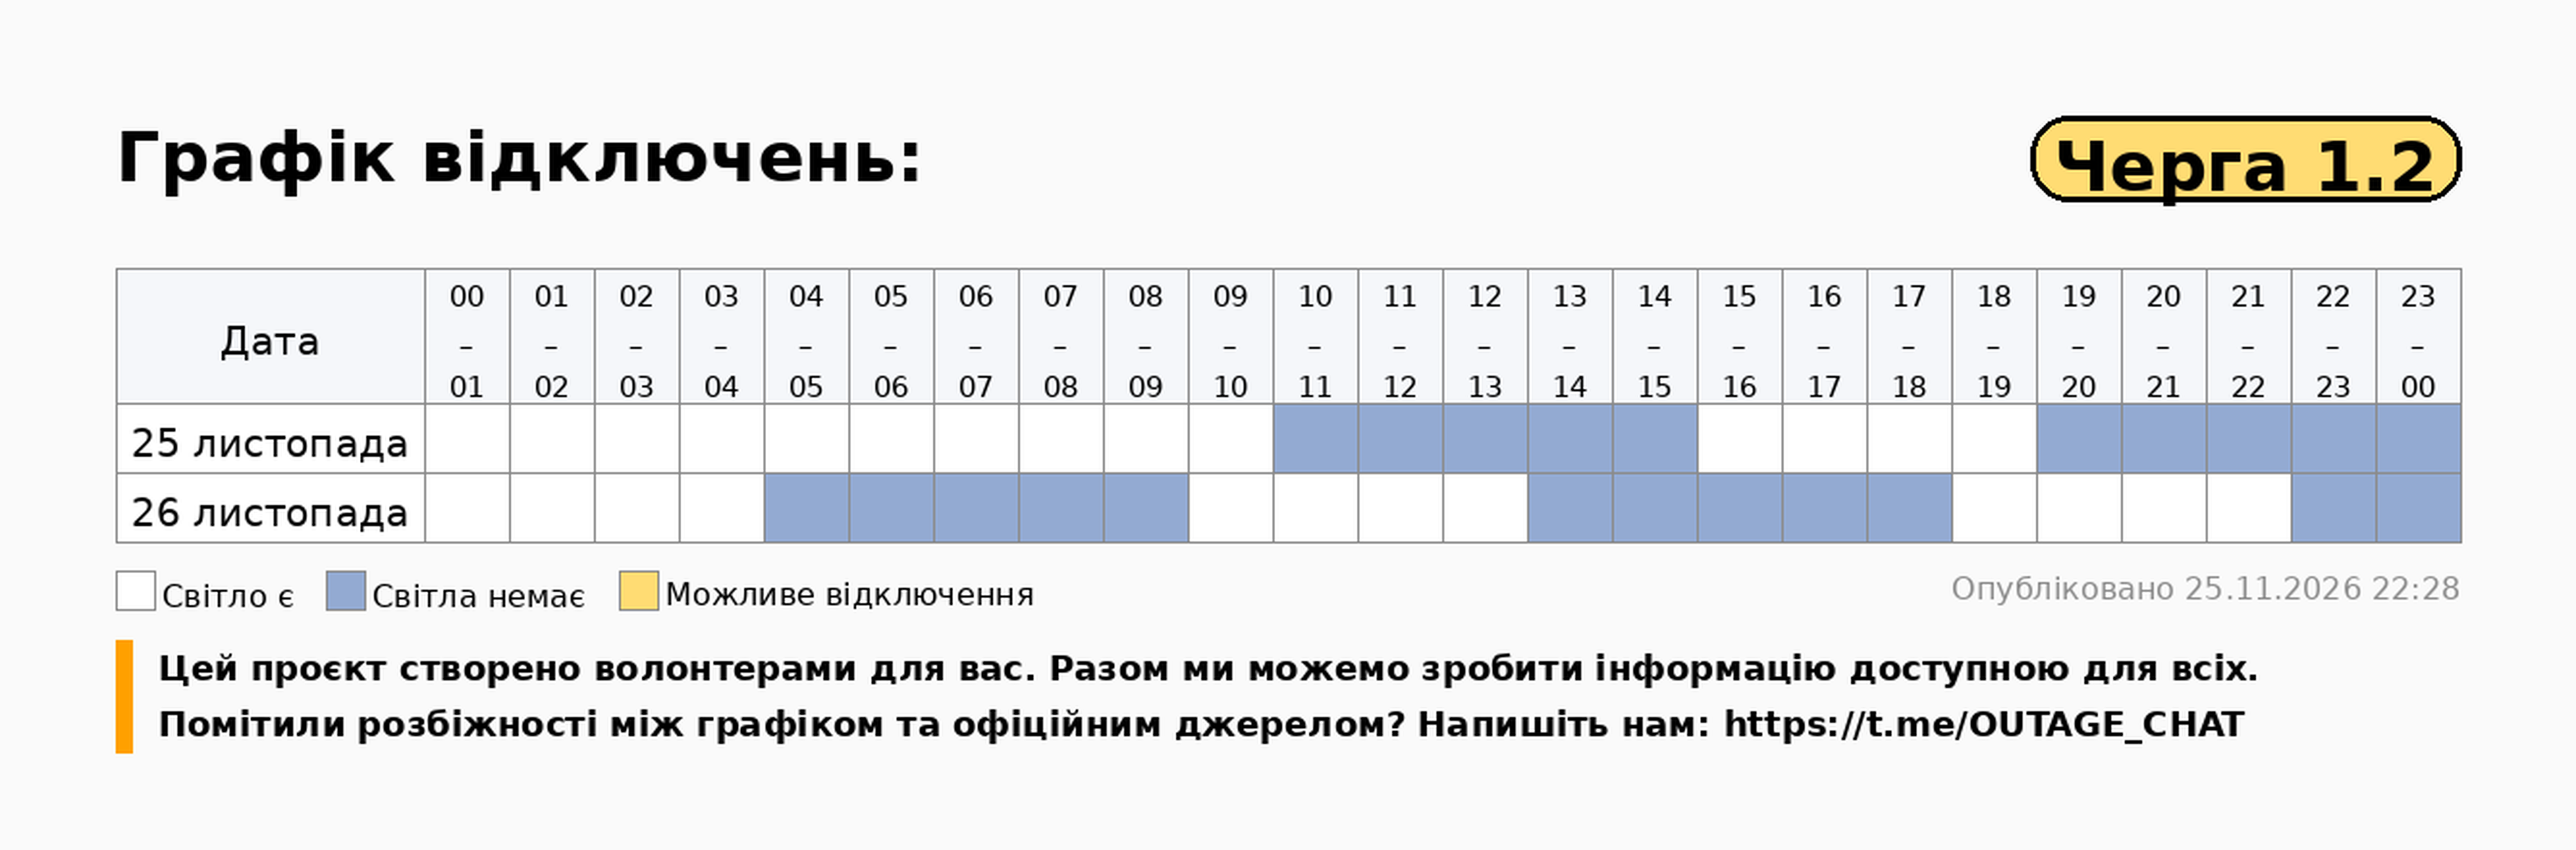 Графік відключень:
Черга 1.2
Дата
00 – 01
01 – 02
02 – 03
03 – 04
04 – 05
05 – 06
06 – 07
07 – 08
08 – 09
09 – 10
10 – 11
11 – 12
12 – 13
13 – 14
14 – 15
15 – 16
16 – 17
17 – 18
18 – 19
19 – 20
20 – 21
21 – 22
22 – 23
23 – 00
25 листопада
26 листопада
Світло є
Світла немає
Можливе відключення
Опубліковано 25.11.2026 22:28
Цей проєкт створено волонтерами для вас. Разом ми можемо зробити інформацію доступною для всіх.
Помітили розбіжності між графіком та офіційним джерелом? Напишіть нам: https://t.me/OUTAGE_CHAT